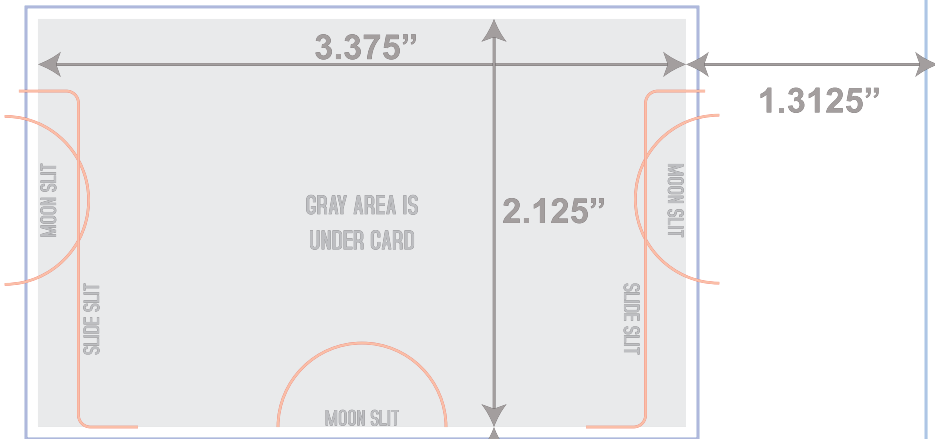 3.375”
1.3125”
MOON SLIT
MOON SLIT
GRAY AREA IS
UNDER CARD
2.125”
SLIDE SLIT
SLIDE SLIT
MOON SLIT